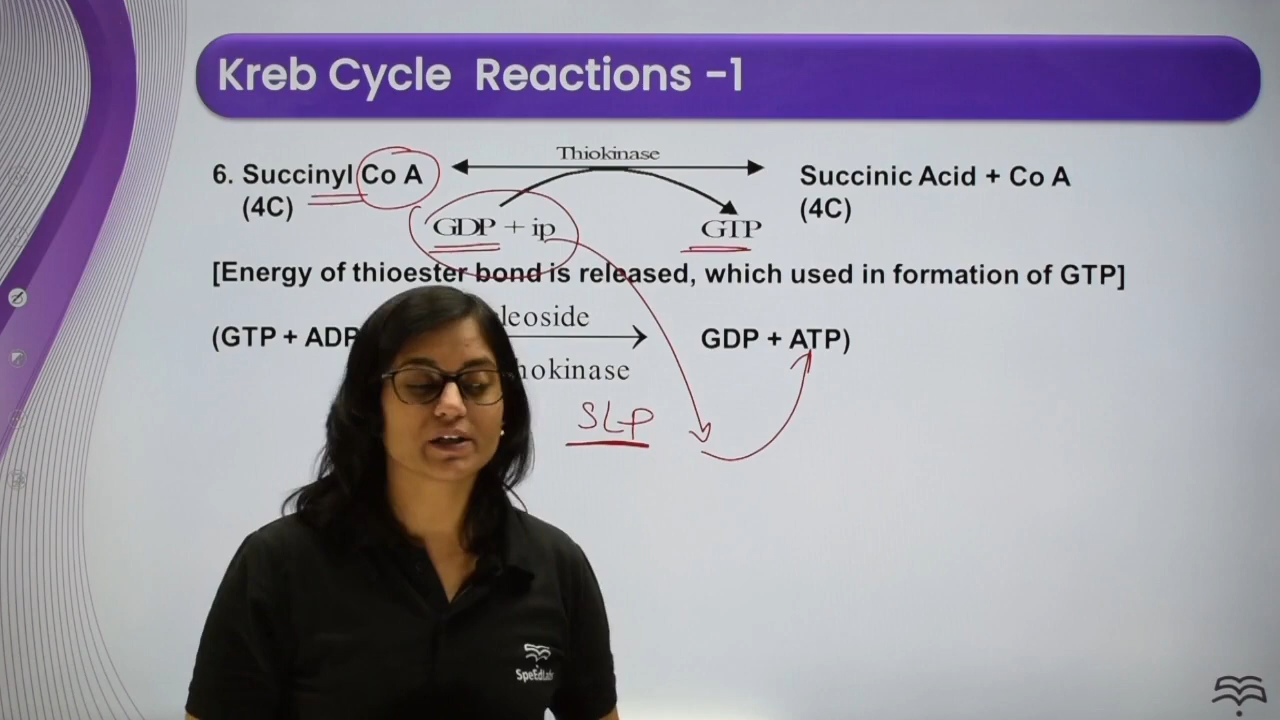 Kreb Cycle Reactions -1
Thiokinase
6. Succinyl Co A
Succinic Acid + Co A
(4C)
(4C)
GDP + ip
GTP
[Energy of thioester bond is released, which used in formation of GTP]
leoside
(GTP + ADP
GDP + ATP)
hokinase
SLP
SpeEdLabs